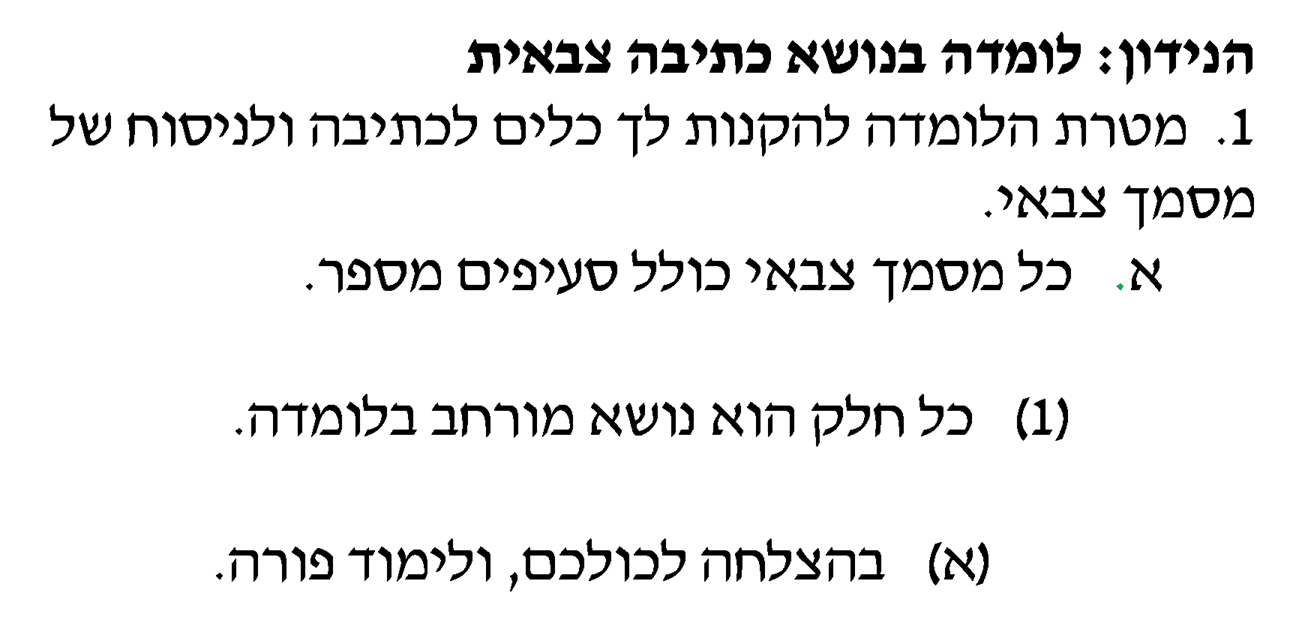 הנידון: לומדה בנושא כתיבה צבאית
1. מטרת הלומדה להקנות לך כלים לכתיבה ולניסוח של
מסמך צבאי.
א. כל מסמך צבאי כולל סעיפים מספר.
(1) כל חלק הוא נושא מורחב בלומדה.
(א) בהצלחה לכולכם, ולימוד פורה.